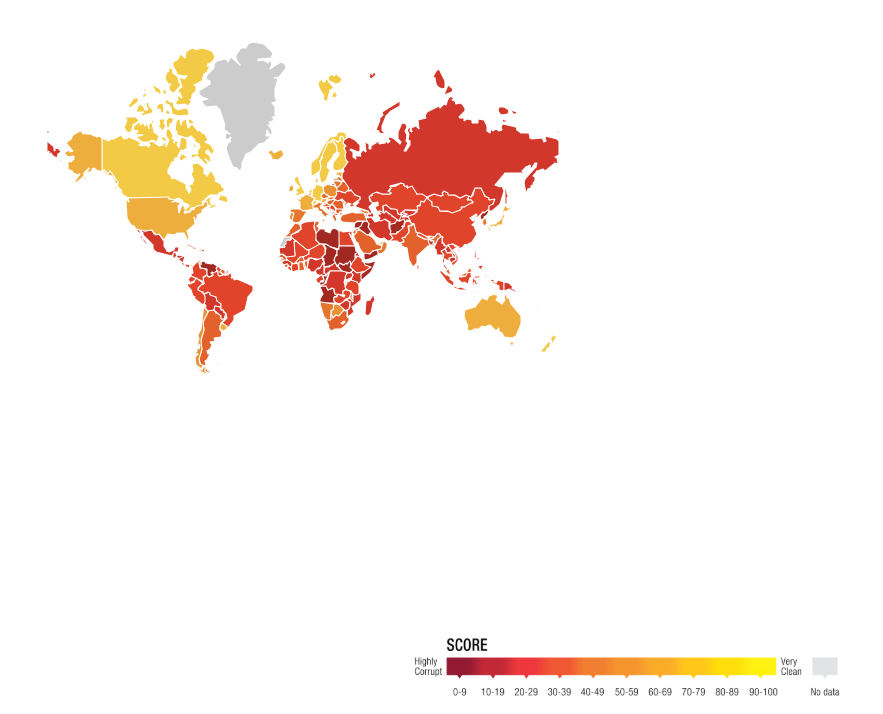 SCORE
Highly
Corrupt
Very
Clean
0-9 10-19 20-29 30-39 40-49 50-59 60-69 70-79 80-89 90-100 No data